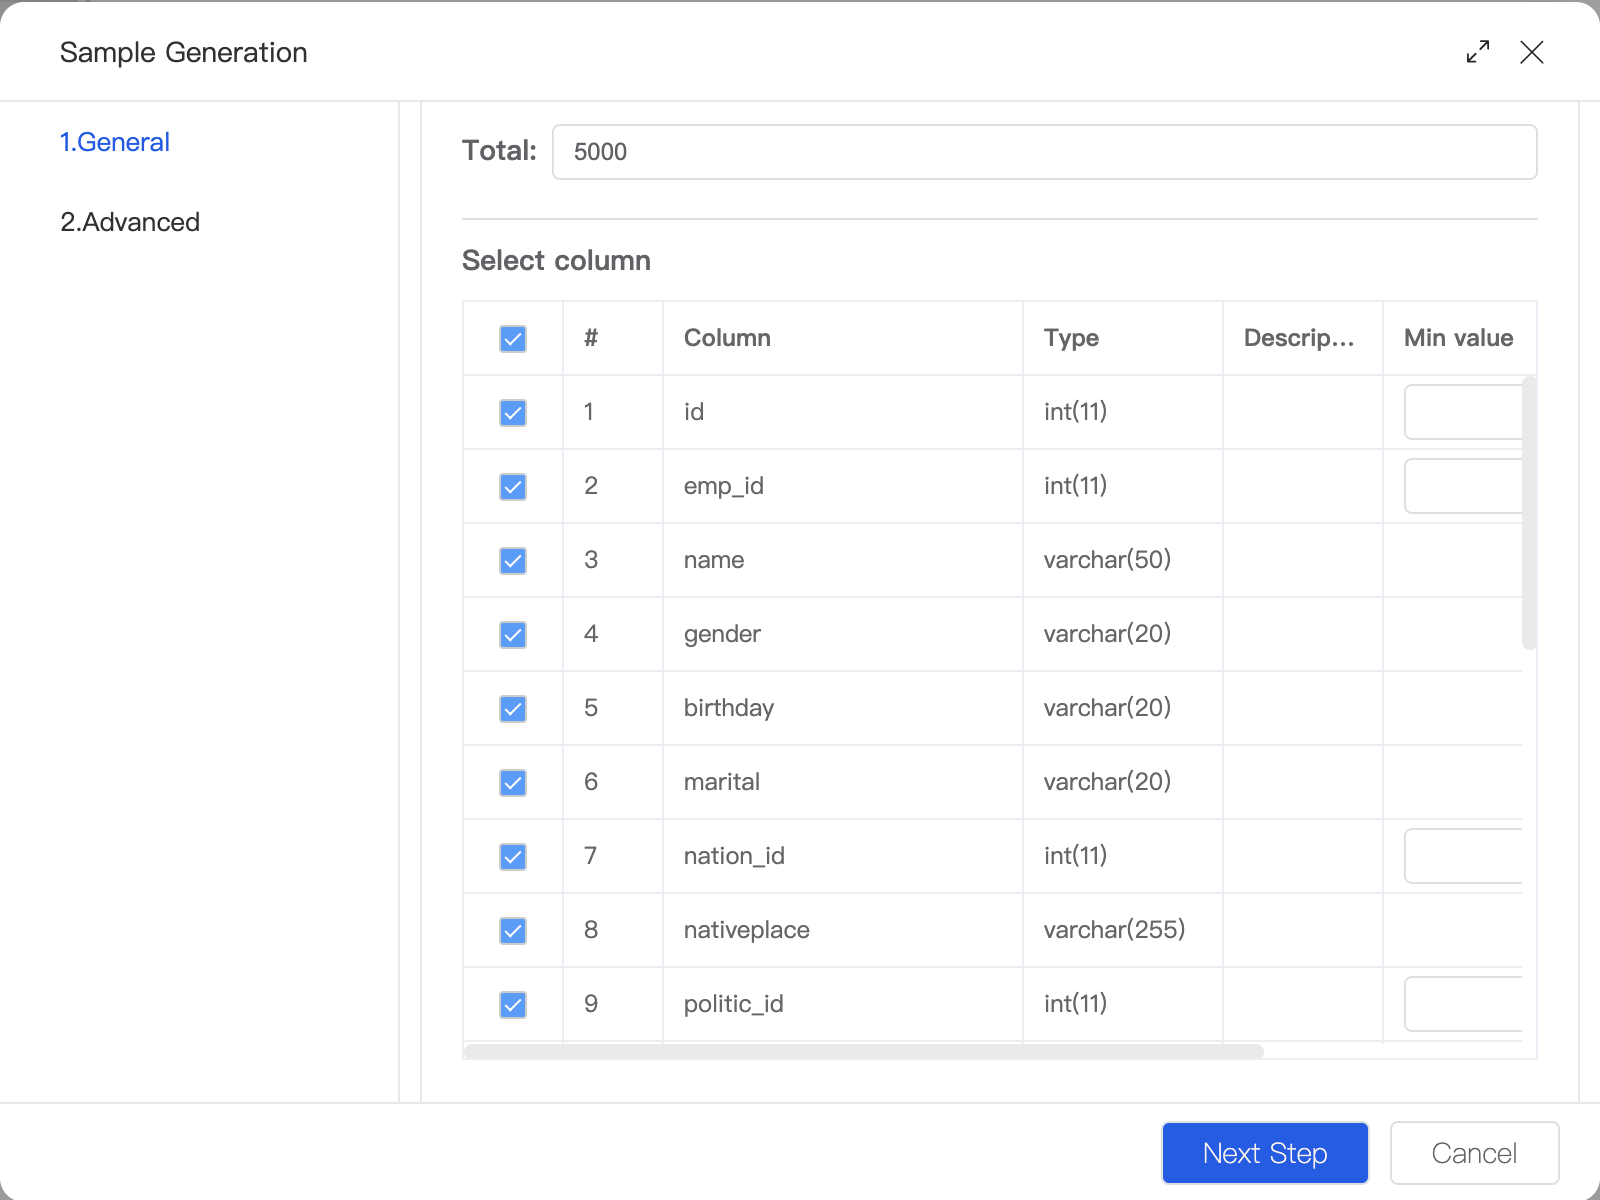 Sample Generation
1.General
2.Advanced
Total: 5000
Select column
# Column Type Descrip... Min value
1 id int(11)
2 emp_id int(11)
3 name varchar(50)
4 gender varchar(20)
5 birthday varchar(20)
6 marital varchar(20)
7 nation_id int(11)
8 nativeplace varchar(255)
9 politic_id int(11)
Next Step Cancel